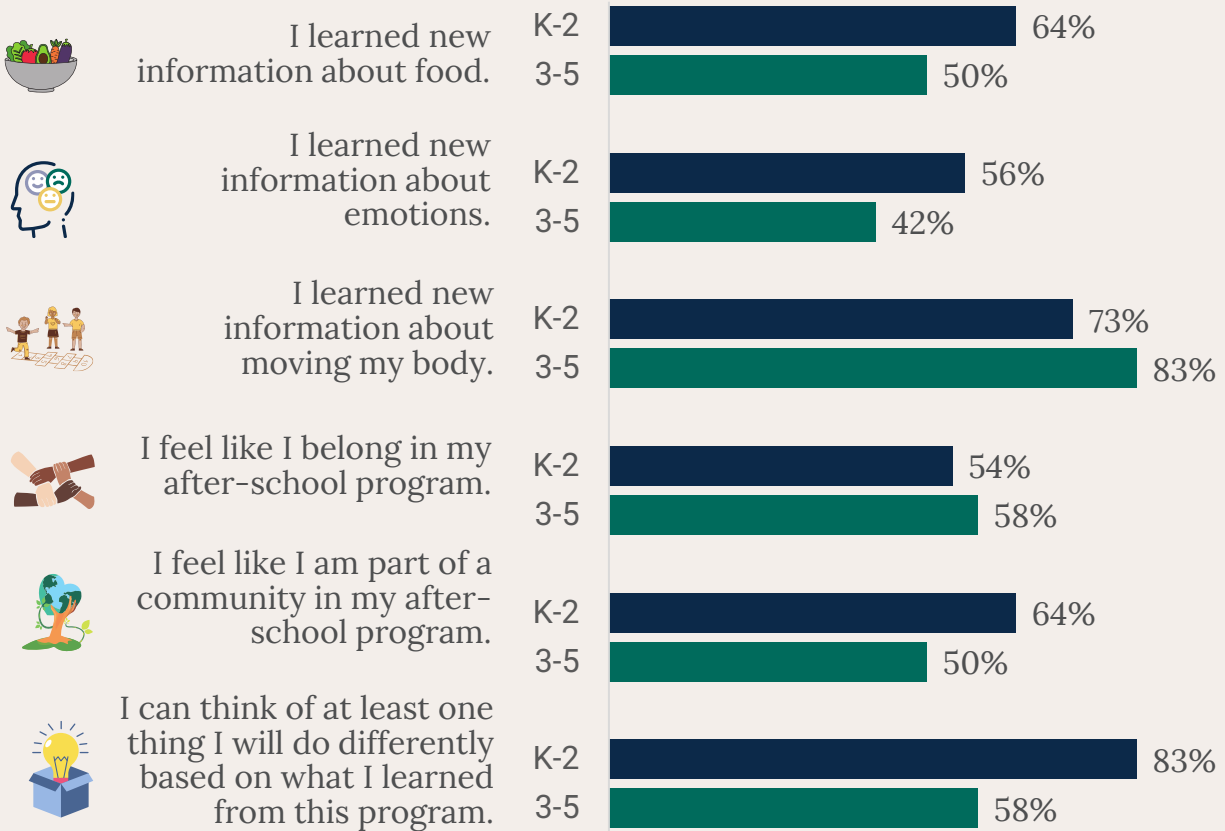 I learned new
information about food.
K-2
64%
3-5
50%
I learned new
information about
emotions.
K-2
56%
3-5
42%
I learned new
information about
moving my body.
K-2
73%
3-5
83%
I feel like I belong in my
after-school program.
K-2
54%
3-5
58%
I feel like I am part of a
community in my after-
school program.
K-2
64%
3-5
50%
I can think of at least one
thing I will do differently
based on what I learned
from this program.
K-2
83%
3-5
58%